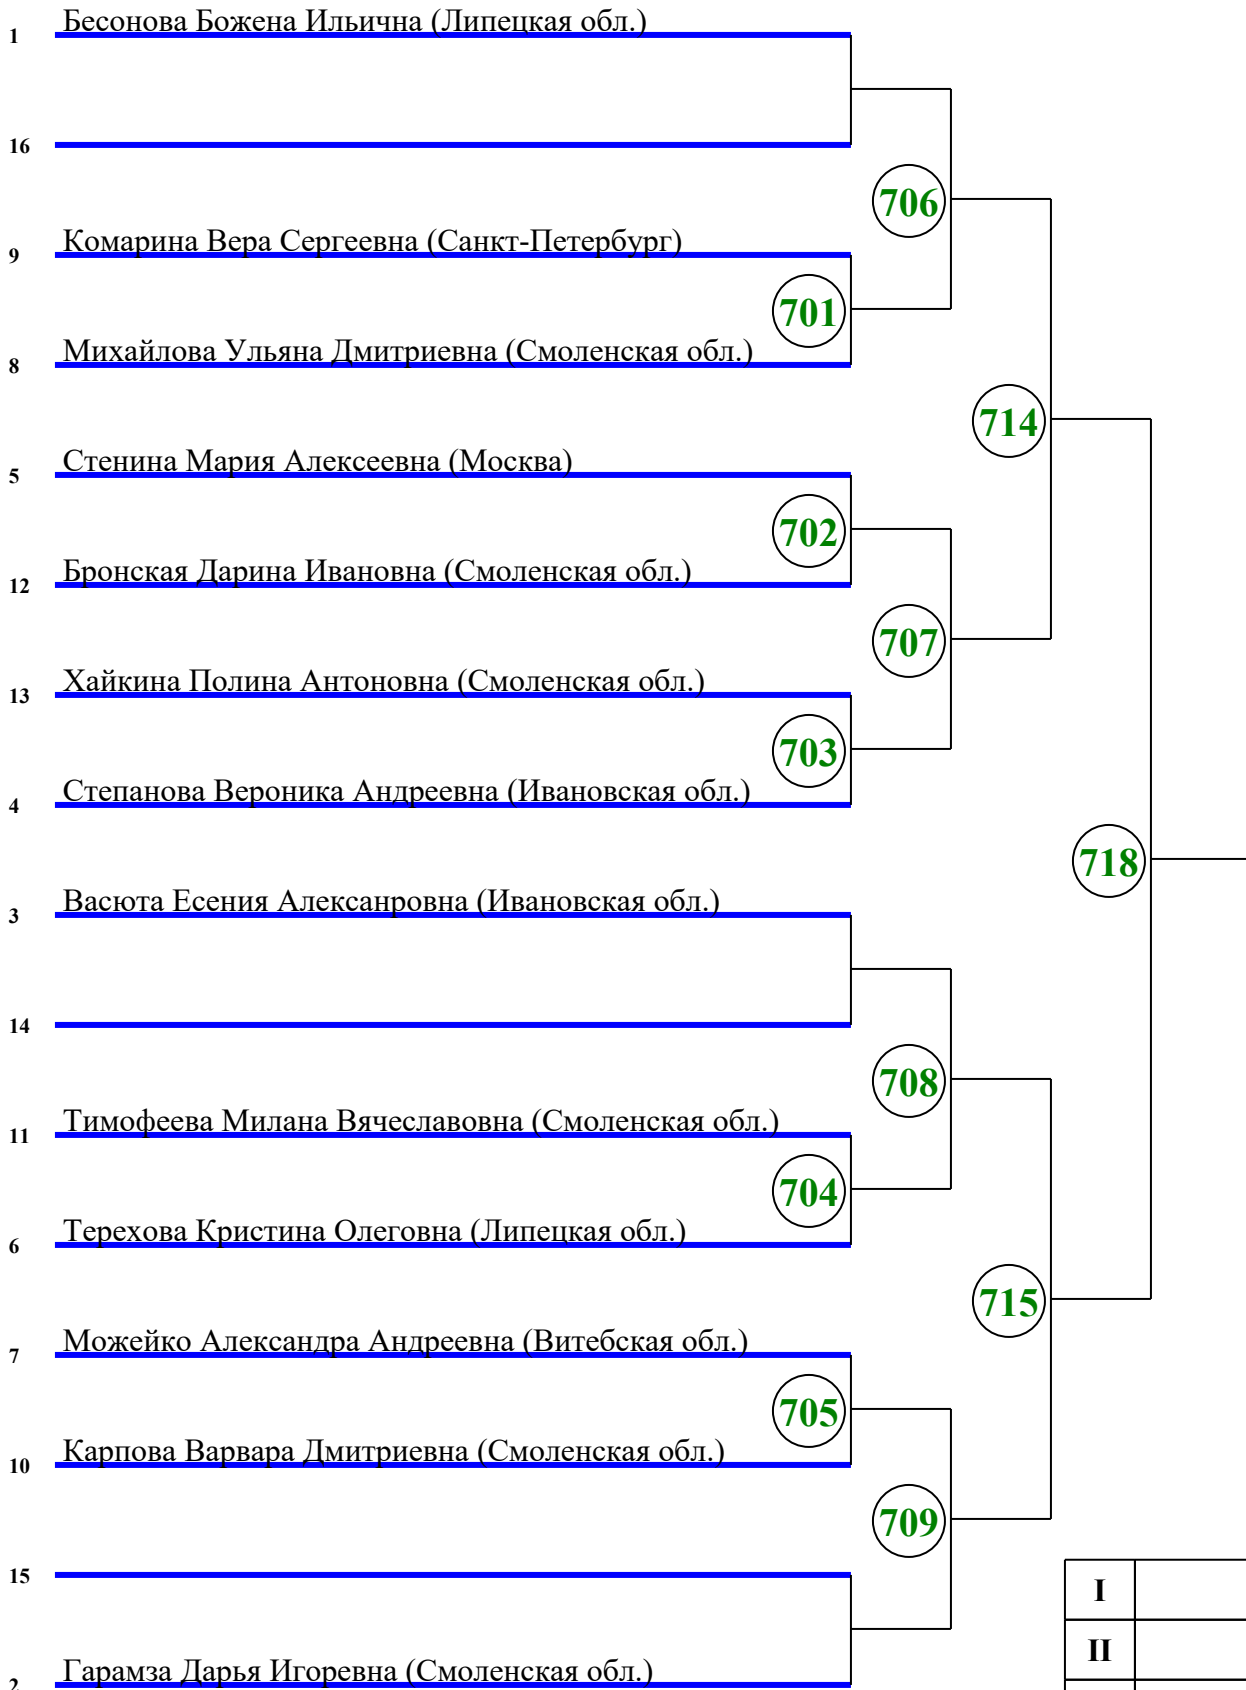 1 Бесонова Божена Ильична (Липецкая обл.)
16
706
9 Комарина Вера Сергеевна (Санкт-Петербург)
701
8 Михайлова Ульяна Дмитриевна (Смоленская обл.)
714
5 Стенина Мария Алексеевна (Москва)
702
12 Бронская Дарина Ивановна (Смоленская обл.)
707
13 Хайкина Полина Антоновна (Смоленская обл.)
703
4 Степанова Вероника Андреевна (Ивановская обл.)
718
3 Васюта Есения Алексанровна (Ивановская обл.)
14
708
11 Тимофеева Милана Вячеславовна (Смоленская обл.)
704
6 Терехова Кристина Олеговна (Липецкая обл.)
715
7 Можейко Александра Андреевна (Витебская обл.)
705
10 Карпова Варвара Дмитриевна (Смоленская обл.)
709
15
I
II
2 Гарамза Дарья Игоревна (Смоленская обл.)